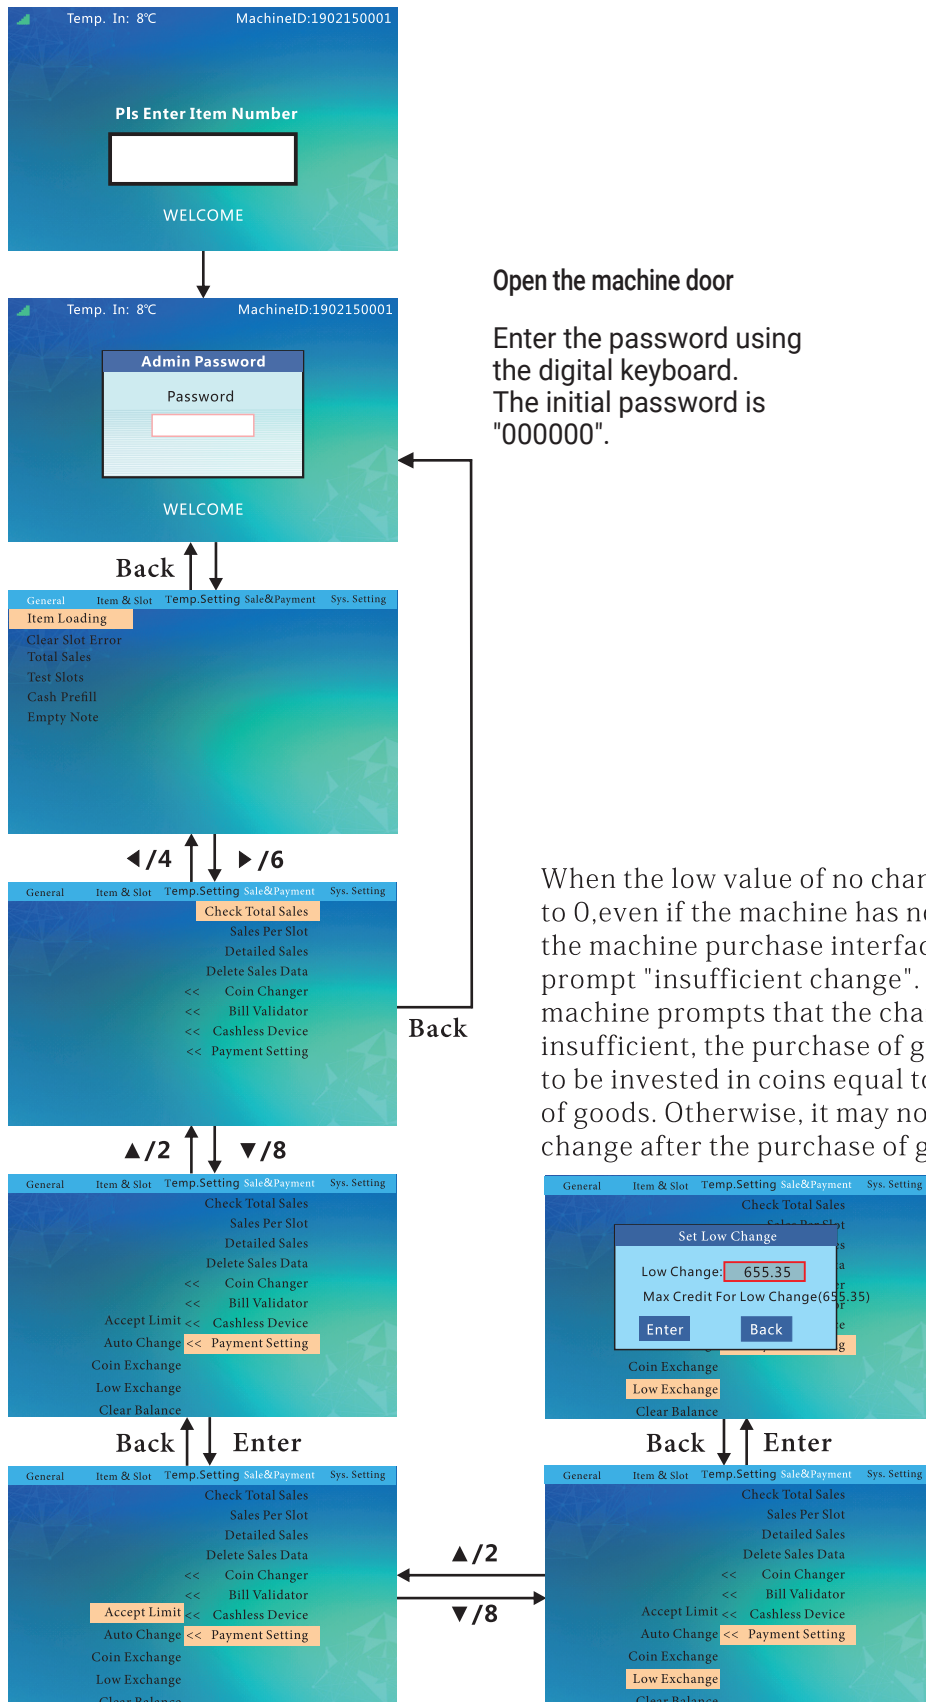 Temp. In: 8℃ MachineID:1902150001
Pls Enter Item Number
WELCOME
Open the machine door
Enter the password using
the digital keyboard.
The initial password is
"000000".
Temp. In: 8℃ MachineID:1902150001
Admin Password
Password
WELCOME
Back
General Item & Slot Temp.Setting Sale&Payment Sys. Setting
Item Loading
Clear Slot Error
Total Sales
Test Slots
Cash Prefill
Empty Note
◀/4 ▶/6
General Item & Slot Temp.Setting Sale&Payment Sys. Setting
Check Total Sales
Sales Per Slot
Detailed Sales
Delete Sales Data
<< Coin Changer
<< Bill Validator
<< Cashless Device
<< Payment Setting
Back
▲/2 ▼/8
General Item & Slot Temp.Setting Sale&Payment Sys. Setting
Check Total Sales
Sales Per Slot
Detailed Sales
Delete Sales Data
<< Coin Changer
<< Bill Validator
Accept Limit << Cashless Device
Auto Change << Payment Setting
Coin Exchange
Low Exchange
Clear Balance
Back Enter
General Item & Slot Temp.Setting Sale&Payment Sys. Setting
Check Total Sales
Sales Per Slot
Detailed Sales
Delete Sales Data
<< Coin Changer
<< Bill Validator
Accept Limit << Cashless Device
Auto Change << Payment Setting
Coin Exchange
Low Exchange
Clear Balance
▲/2
▼/8
When the low value of no chan
to 0,even if the machine has n
the machine purchase interfac
prompt "insufficient change".
machine prompts that the cha
insufficient, the purchase of g
to be invested in coins equal to
of goods. Otherwise, it may no
change after the purchase of g
General Item & Slot Temp.Setting Sale&Payment Sys. Setting
Check Total Sales
Set Low Change
Low Change: 655.35
Max Credit For Low Change(655.35)
Enter Back
Coin Exchange
Low Exchange
Clear Balance
Back Enter
General Item & Slot Temp.Setting Sale&Payment Sys. Setting
Check Total Sales
Sales Per Slot
Detailed Sales
Delete Sales Data
<< Coin Changer
<< Bill Validator
Accept Limit << Cashless Device
Auto Change << Payment Setting
Coin Exchange
Low Exchange
Clear Balance